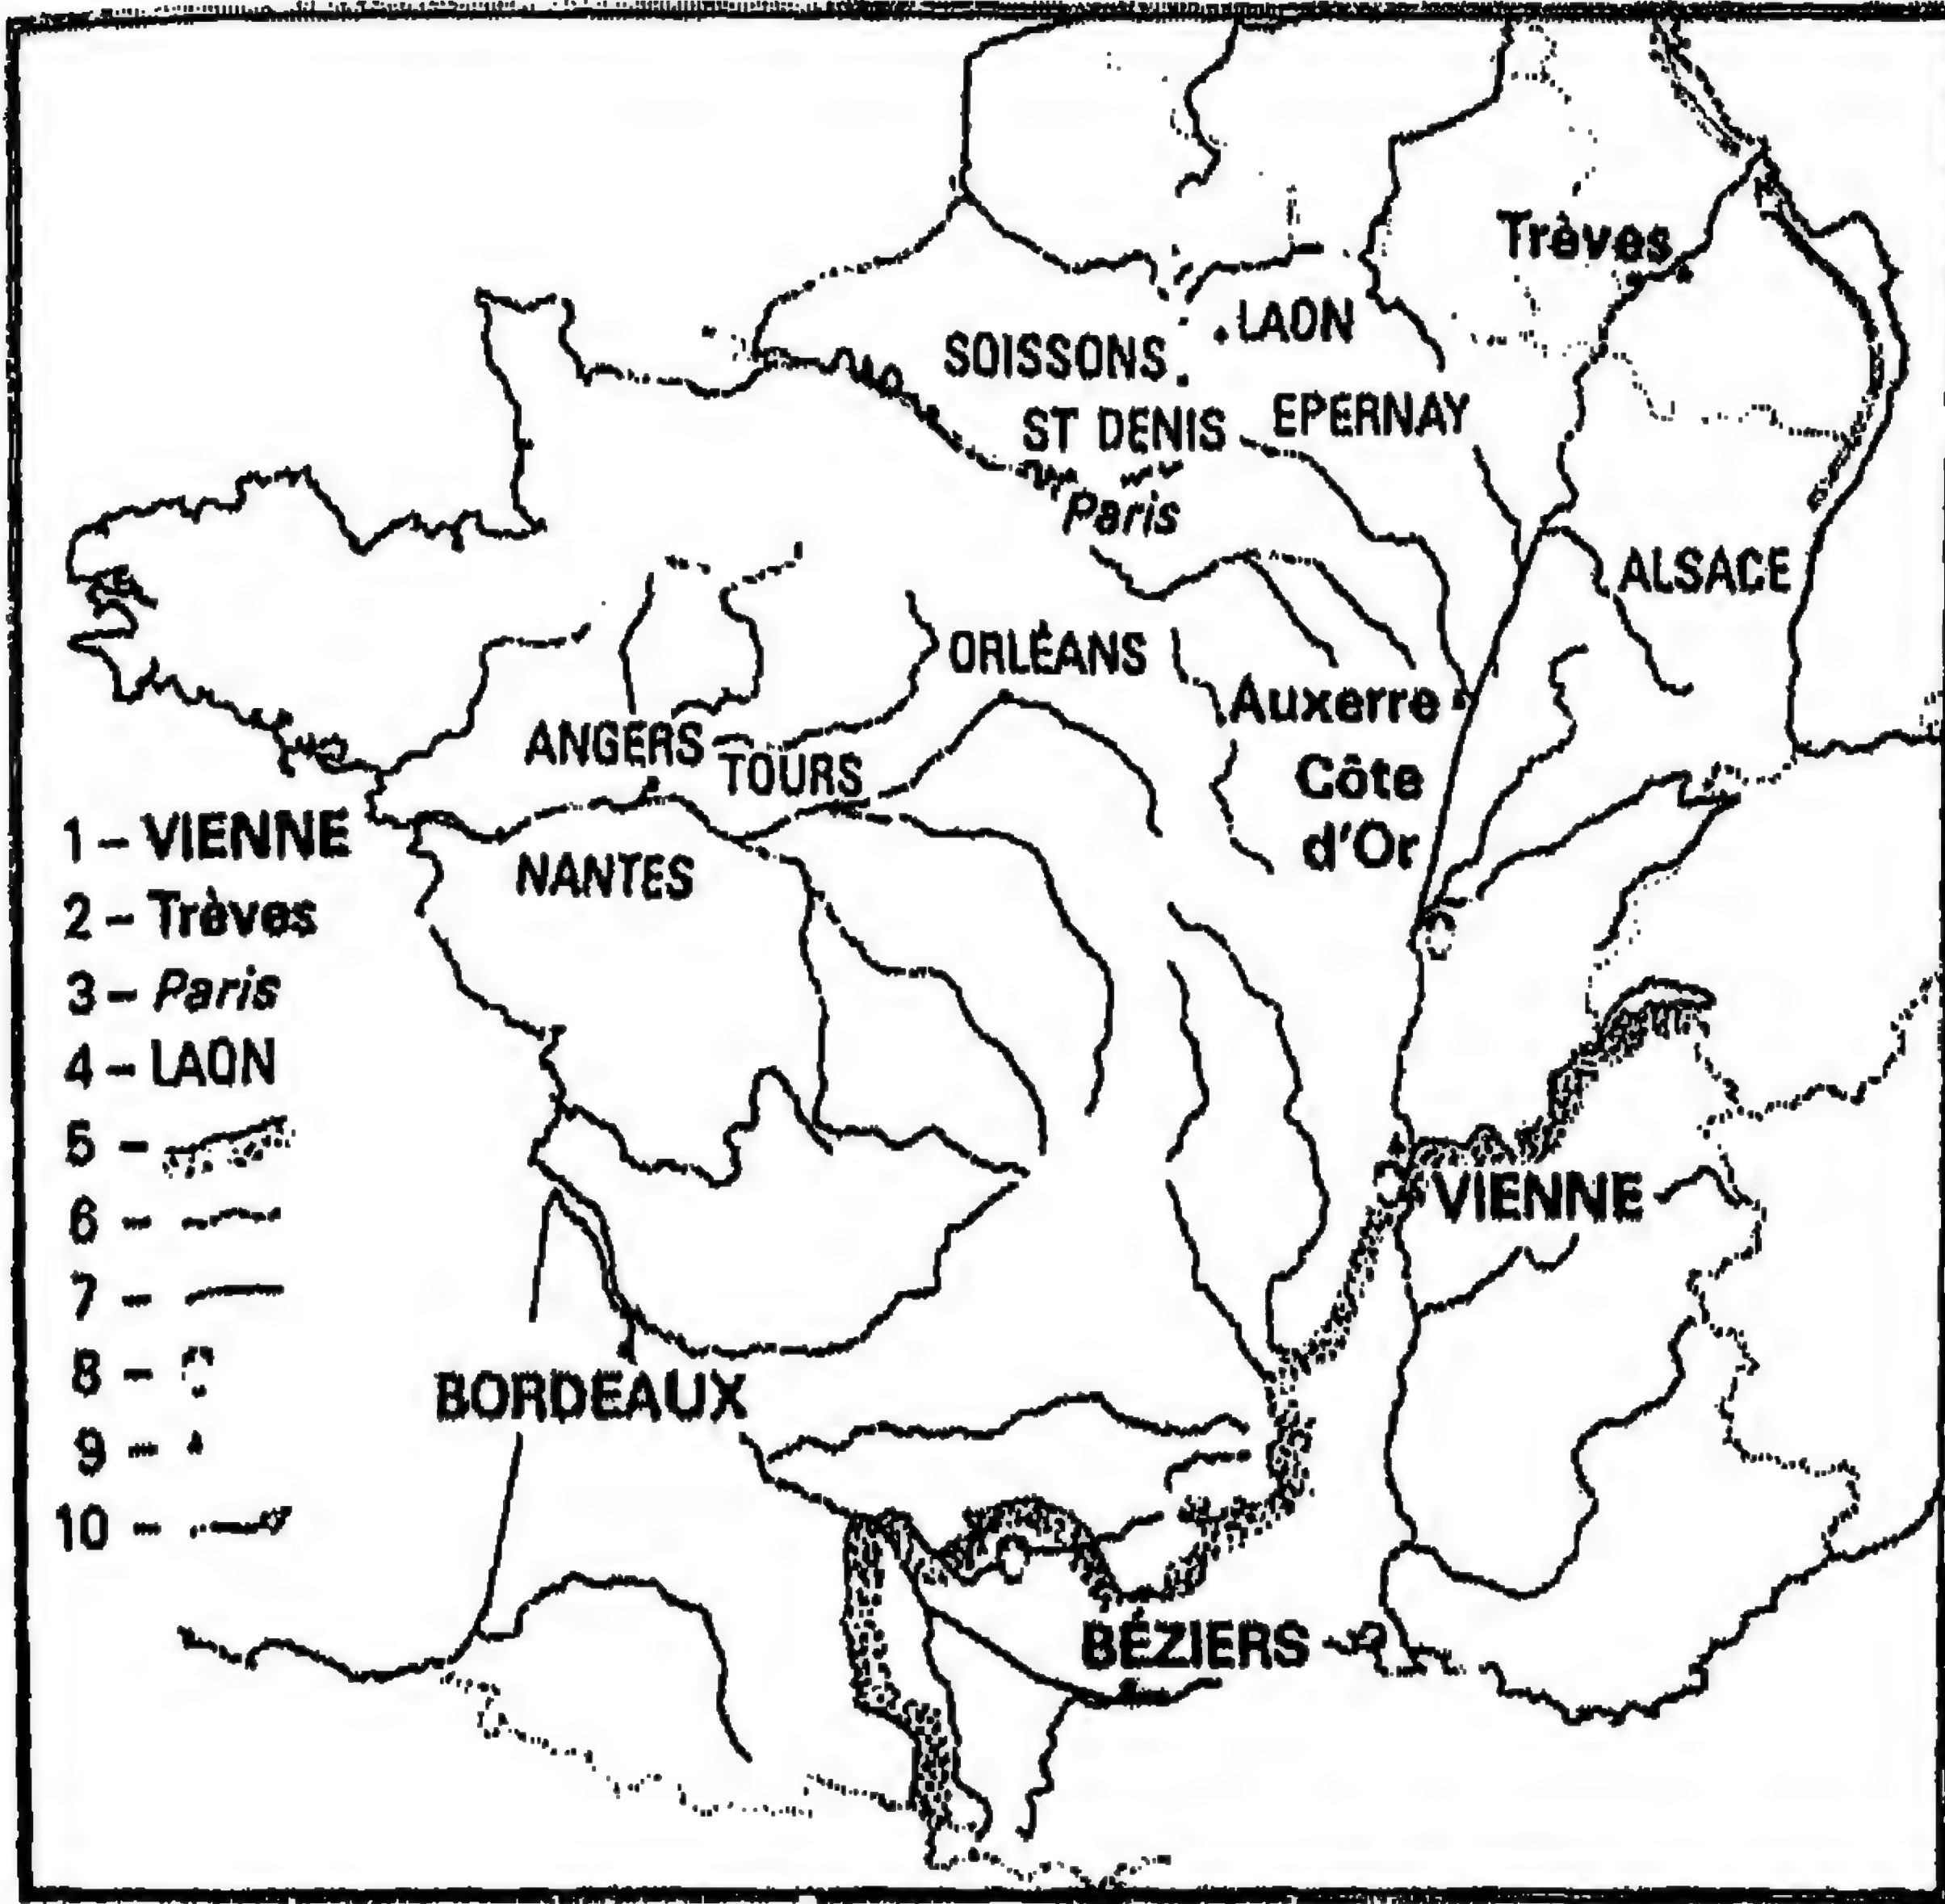 Trèves
LAON
SOISSONS
ST DENIS
EPERNAY
Paris
ALSACE
ORLÉANS
Auxerre
ANGERS
TOURS
Côte
d'Or
NANTES
1 - VIENNE
2 - Trèves
3 - Paris
4 - LAON
5 -
6 -
7 -
8 -
9 -
10 -
VIENNE
BORDEAUX
BÉZIERS